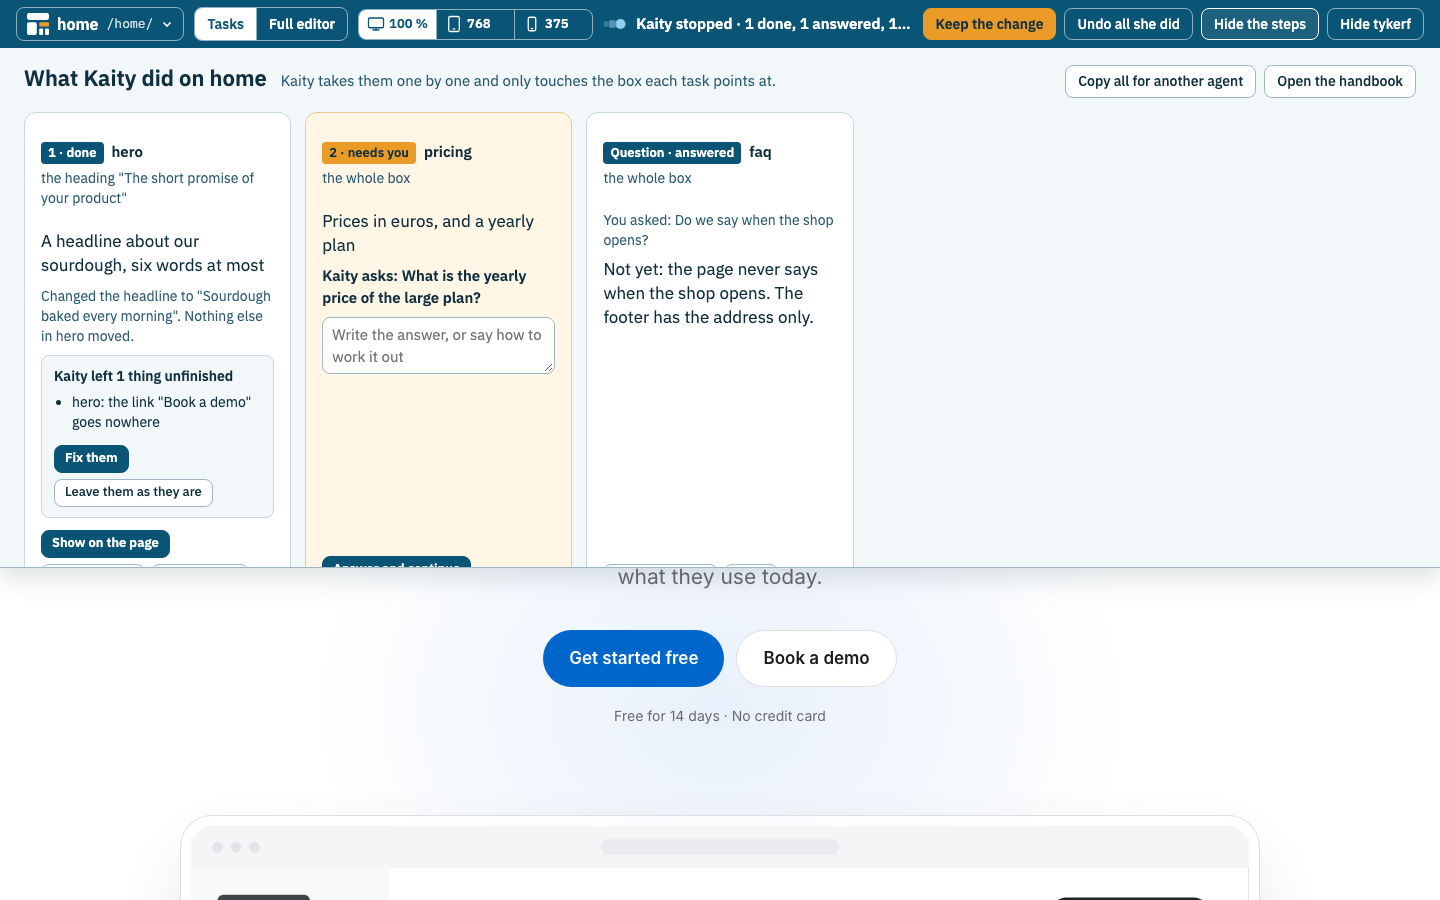 home /home/ Tasks Full editor 100 % 768 375 Kaity stopped · 1 done, 1 answered, 1... Keep the change Undo all she did Hide the steps Hide tykerf
What Kaity did on home Kaity takes them one by one and only touches the box each task points at. Copy all for another agent Open the handbook
1 · done hero
the heading "The short promise of
your product"
A headline about our
sourdough, six words at most
Changed the headline to "Sourdough
baked every morning". Nothing else
in hero moved.
Kaity left 1 thing unfinished
• hero: the link "Book a demo"
goes nowhere
Fix them
Leave them as they are
Show on the page
2 · needs you pricing
the whole box
Prices in euros, and a yearly
plan
Kaity asks: What is the yearly
price of the large plan?
Write the answer, or say how to
work it out
Answer and continue
Question · answered faq
the whole box
You asked: Do we say when the shop
opens?
Not yet: the page never says
when the shop opens. The
footer has the address only.
what they use today.
Get started free Book a demo
Free for 14 days · No credit card